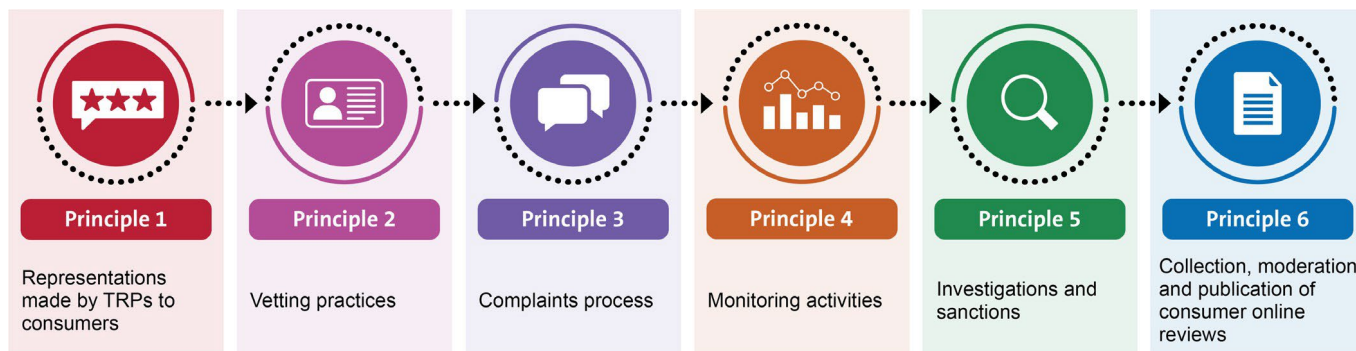 Principle 1
Representations
made by TRPs to
consumers
Principle 2
Vetting practices
Principle 3
Complaints process
Principle 4
Monitoring activities
Principle 5
Investigations and
sanctions
Principle 6
Collection, moderation
and publication of
consumer online
reviews